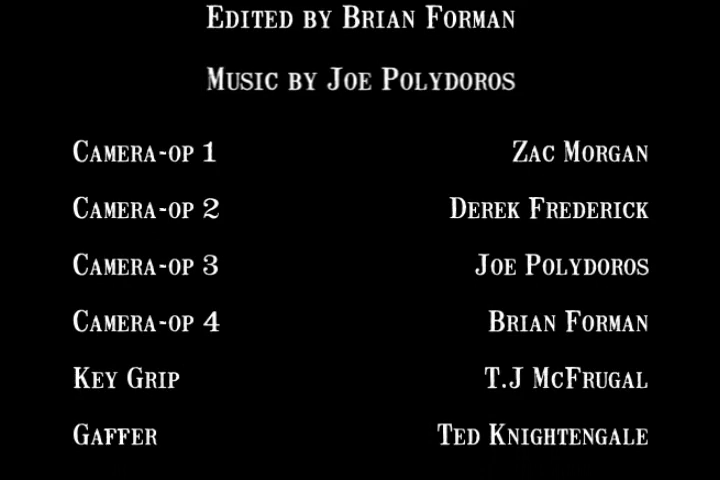 Edited by Brian Forman
Music by Joe Polydoros
Camera-op 1 Zac Morgan
Camera-op 2 Derek Frederick
Camera-op 3 Joe Polydoros
Camera-op 4 Brian Forman
Key Grip T.J McFrugal
Gaffer Ted Knightengale